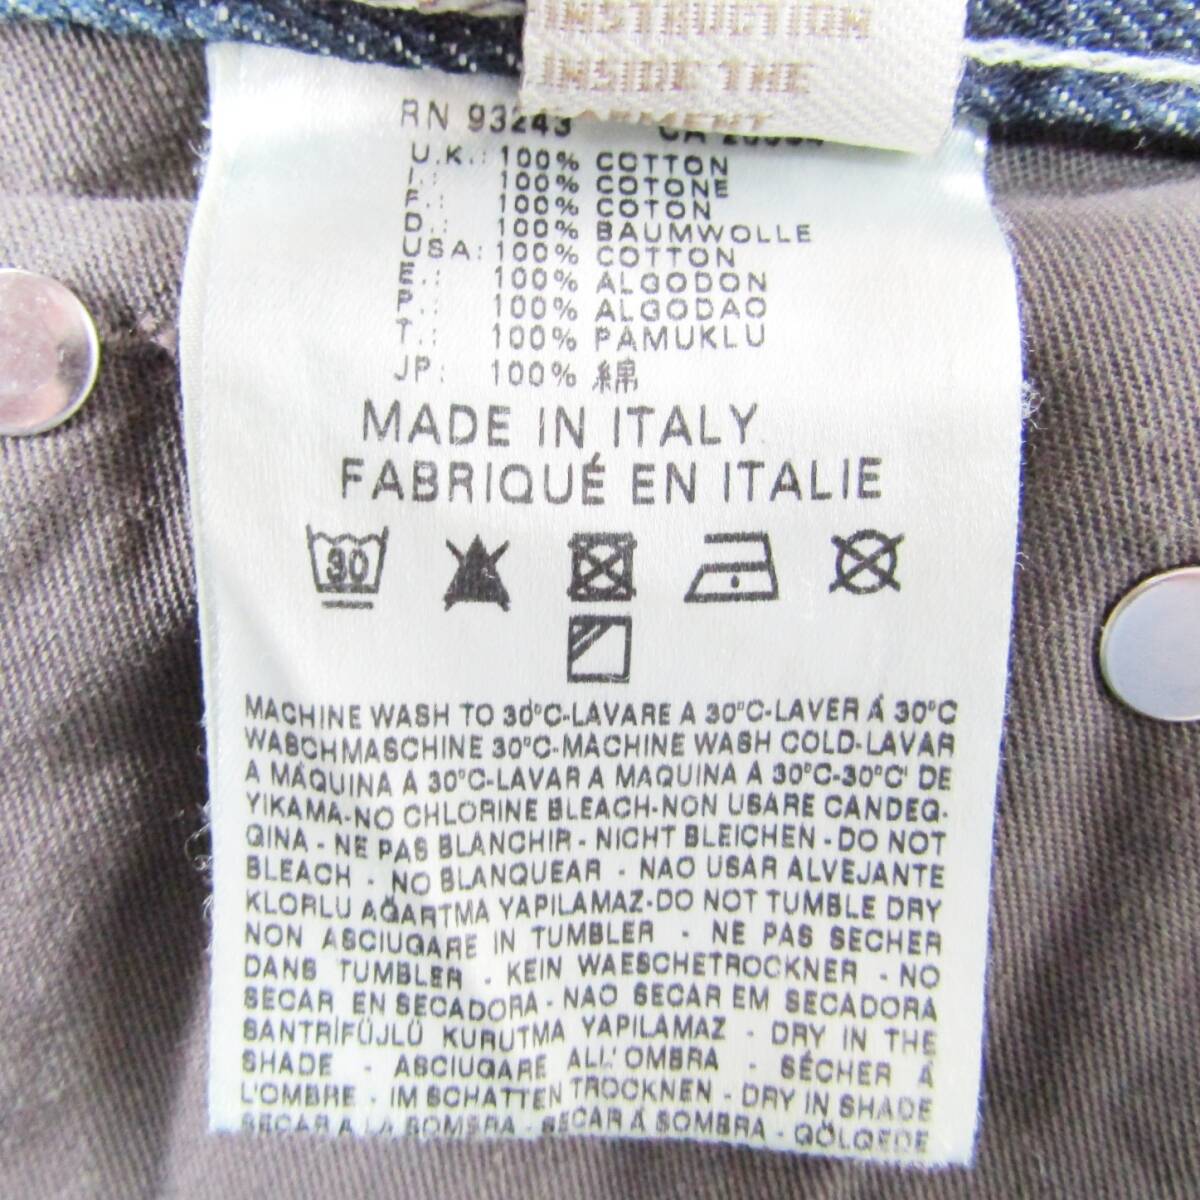 INSTRUCTION
INSIDE THE
GARMENT
RN 93243 CA
U.K.: 100% COTTON
I.: 100% COTONE
F.: 100% COTON
D.: 100% BAUMWOLLE
USA: 100% COTTON
E.: 100% ALGODON
P.: 100% ALGODAO
T.: 100% PAMUKLU
JP: 100% 綿
MADE IN ITALY
FABRIQUÉ EN ITALIE
30
MACHINE WASH TO 30°C-LAVARE A 30°C-LAVER Á 30°C
WASCHMASCHINE 30°C-MACHINE WASH COLD-LAVAR
A MÁQUINA A 30°C-LAVAR A MAQUINA A 30°C-30°C' DE
YIKAMA-NO CHLORINE BLEACH-NON USARE CANDEG-
GINA - NE PAS BLANCHIR - NICHT BLEICHEN - DO NOT
BLEACH - NO BLANQUEAR - NAO USAR ALVEJANTE
KLORLU AĞARTMA YAPILAMAZ-DO NOT TUMBLE DRY
NON ASCIUGARE IN TUMBLER - NE PAS SECHER
DANS TUMBLER - KEIN WAESCHETROCKNER - NO
SECAR EN SECADORA - NAO SECAR EM SECADORA
SANTRİFÜJLÜ KURUTMA YAPILAMAZ - DRY IN THE
SHADE - ASCIUGARE ALL'OMBRA - SÉCHER Á
L'OMBRE - IM SCHATTEN TROCKNEN - DRY IN SHADE
SECAR A LA SOMBRA - SECAR Á SOMBRA - GÖLGEDE